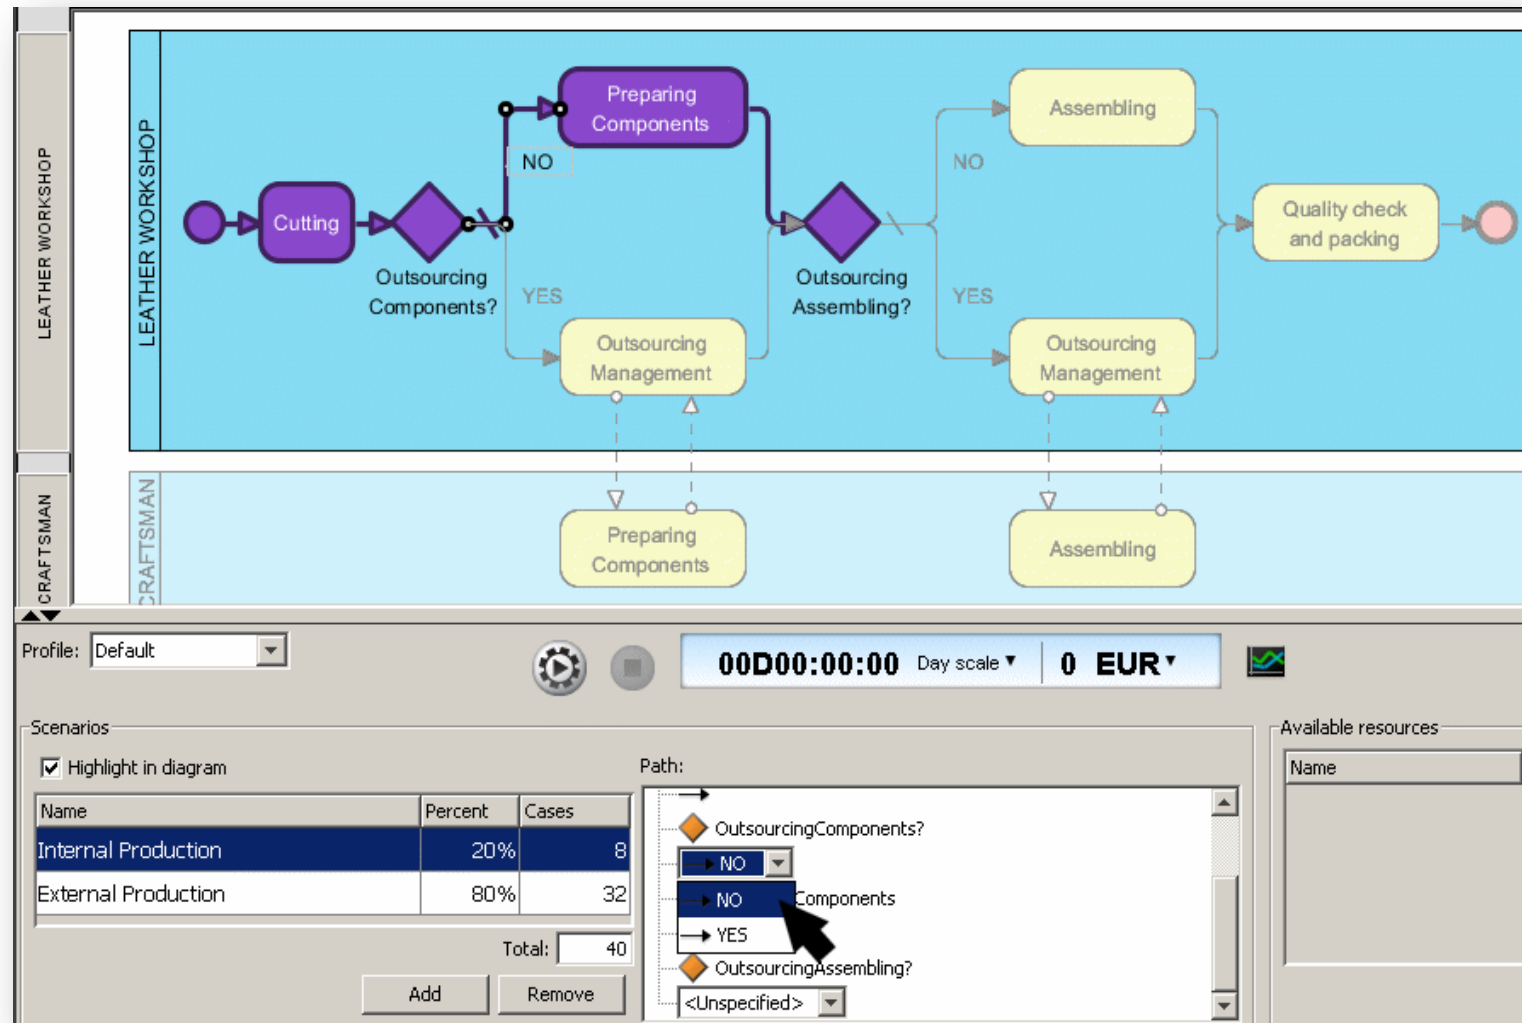 LEATHER WORKSHOP
LEATHER WORKSHOP
Cutting
Outsourcing
Components?
NO
YES
Preparing
Components
Outsourcing
Management
Outsourcing
Assembling?
NO
YES
Assembling
Outsourcing
Management
Quality check
and packing
CRAFTSMAN
CRAFTSMAN
Preparing
Components
Assembling
Profile: Default
00D00:00:00 Day scale 0 EUR
Scenarios
Highlight in diagram
Name Percent Cases
Internal Production 20% 8
External Production 80% 32
Total: 40
Add Remove
Path:
OutsourcingComponents?
NO
NO Components
YES
OutsourcingAssembling?
<Unspecified>
Available resources
Name